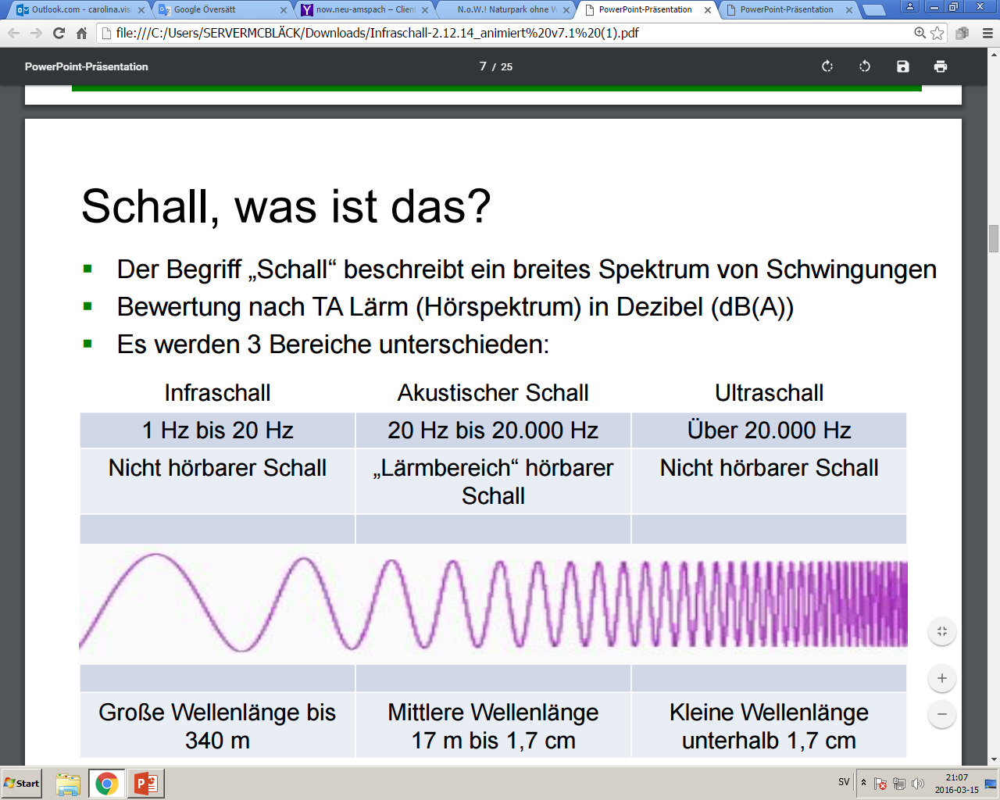 Outlook.com - carolina.vis
Google Översätt
now.neu-amspach – Clien
N.o.W.! Naturpark ohne W
PowerPoint-Präsentation
PowerPoint-Präsentation
file:///C:/Users/SERVERMCBLÄCK/Downloads/Infraschall-2.12.14_animiert%20v7.1%20(1).pdf
PowerPoint-Präsentation
7 / 25
Schall, was ist das?
Der Begriff „Schall“ beschreibt ein breites Spektrum von Schwingungen
Bewertung nach TA Lärm (Hörspektrum) in Dezibel (dB(A))
Es werden 3 Bereiche unterschieden:
Infraschall Akustischer Schall Ultraschall
1 Hz bis 20 Hz 20 Hz bis 20.000 Hz Über 20.000 Hz
Nicht hörbarer Schall „Lärmbereich“ hörbarer Nicht hörbarer Schall
Schall
Große Wellenlänge bis Mittlere Wellenlänge Kleine Wellenlänge
340 m 17 m bis 1,7 cm unterhalb 1,7 cm
Start
SV
21:07
2016-03-15